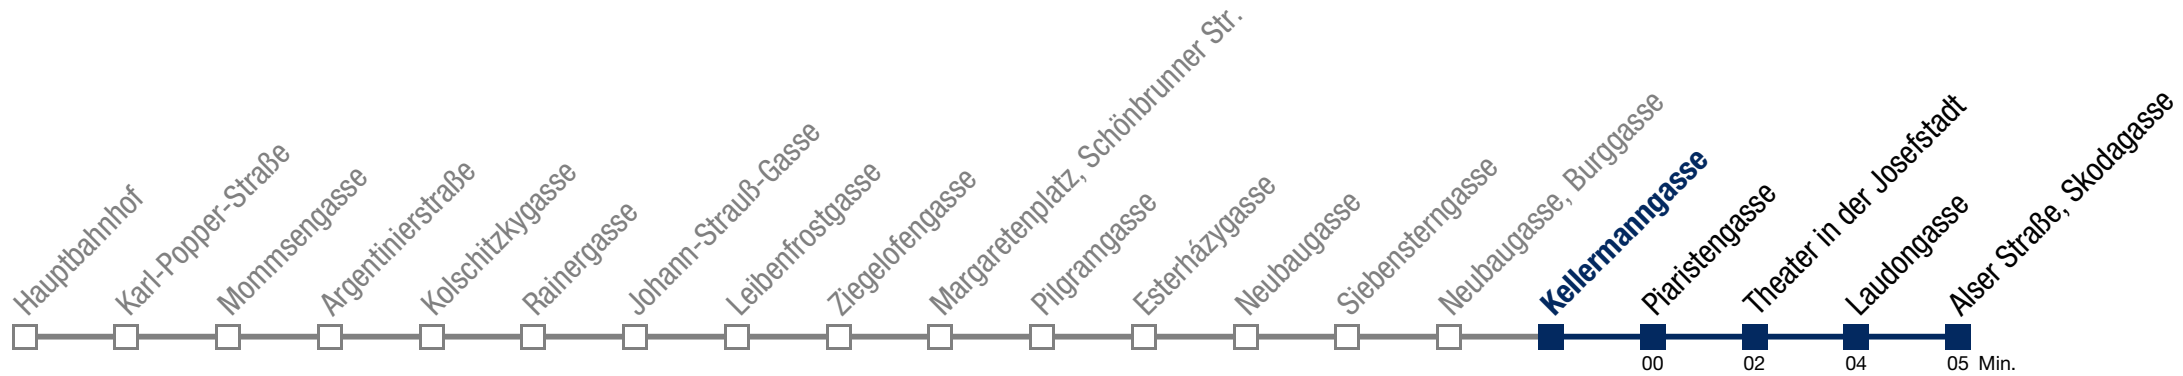 Hauptbahnhof
Karl-Popper-Straße
Mommsengasse
Argentinierstraße
Kolschitzkygasse
Rainergasse
Johann-Strauß-Gasse
Leibenfrostgasse
Ziegelofengasse
Margaretenplatz, Schönbrunner Str.
Pilgramgasse
Esterházygasse
Neubaugasse
Siebensterngasse
Neubaugasse, Burggasse
Kellermanngasse
Piaristengasse
Theater in der Josefstadt
Laudongasse
Alser Straße, Skodagasse
00 02 04 05 Min.